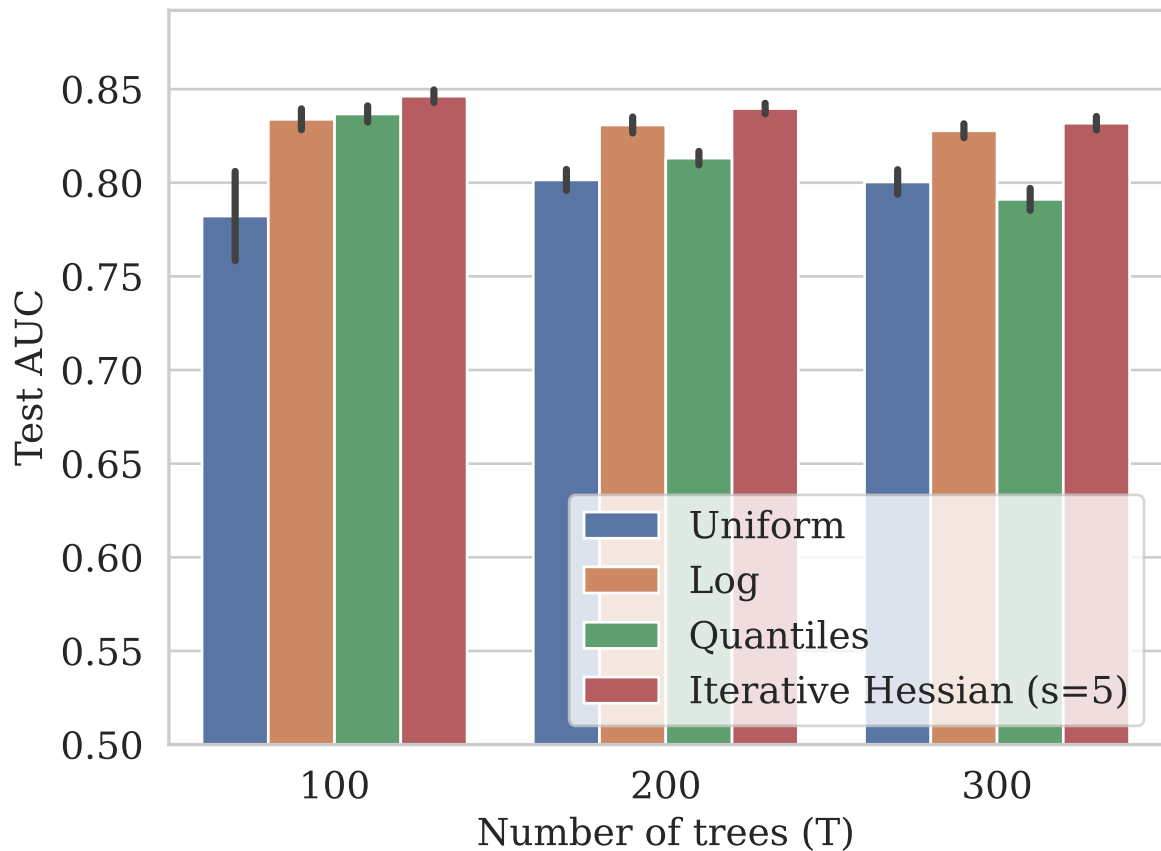 0.85
0.80
0.75
0.70
0.65
0.60
0.55
0.50
Test AUC
Uniform
Log
Quantiles
Iterative Hessian (s=5)
100
200
300
Number of trees (T)